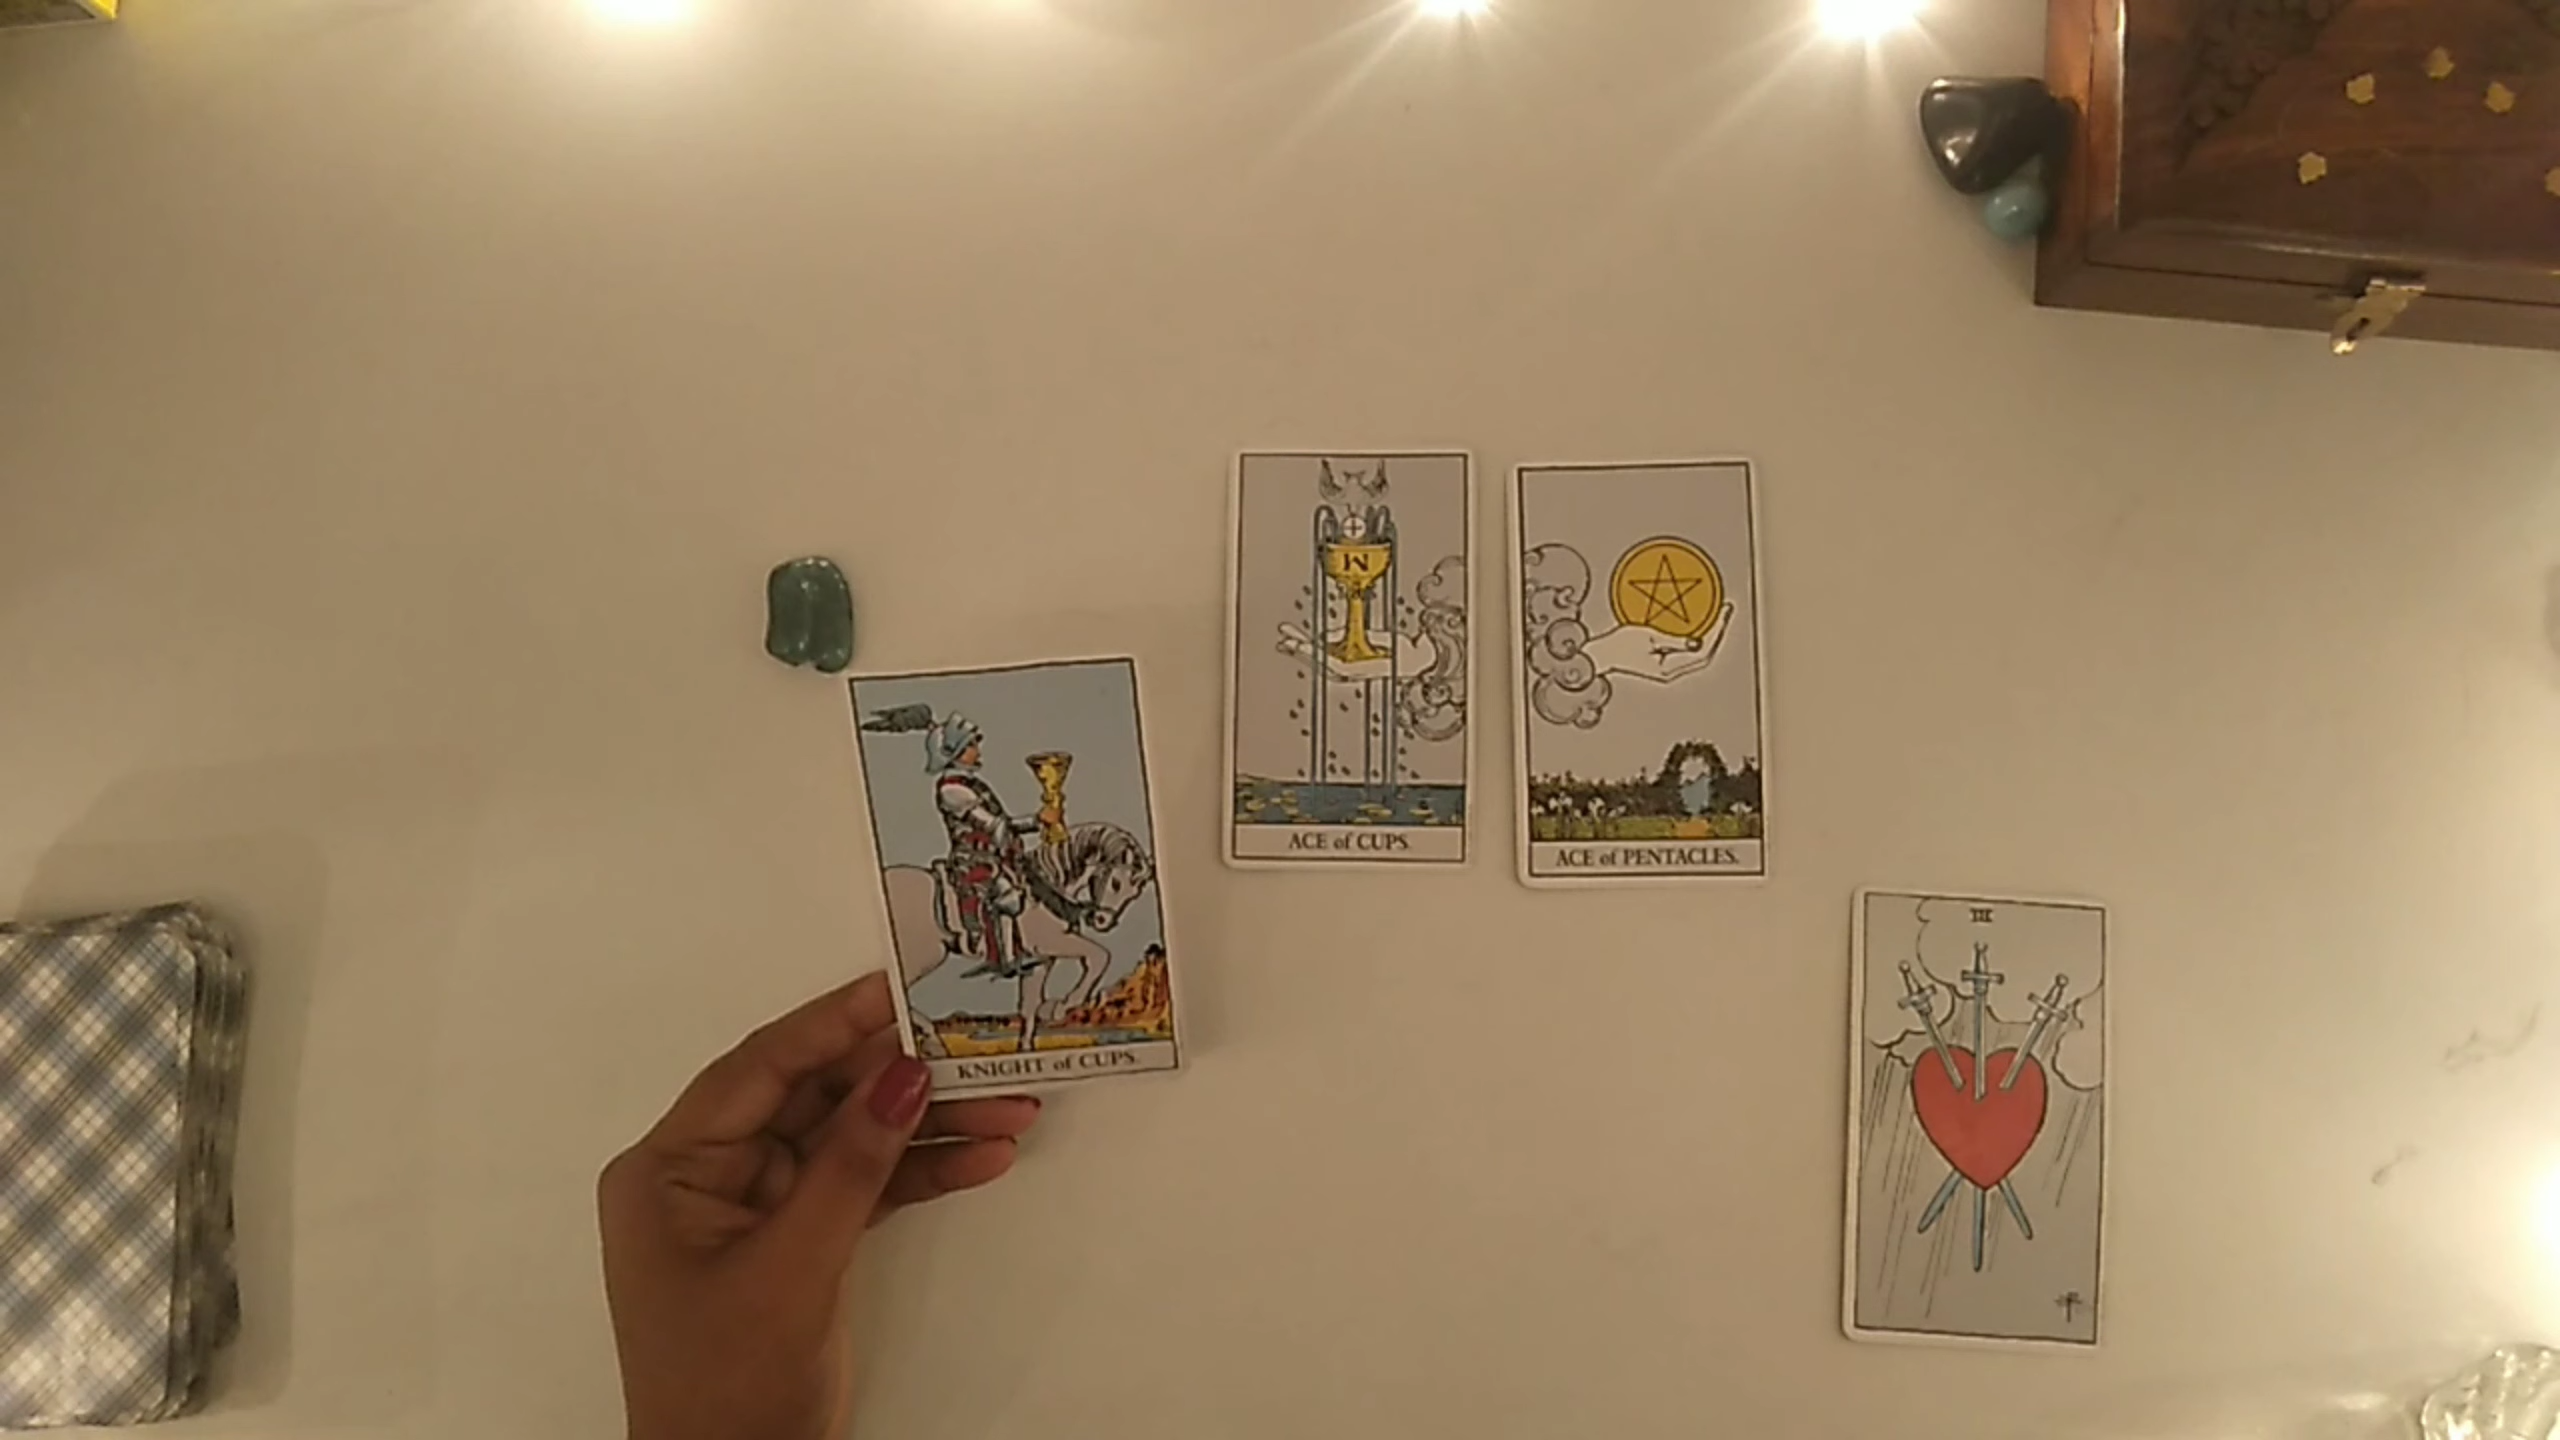 ACE of CUPS.
ACE of PENTACLES.
KNIGHT of CUPS.
III